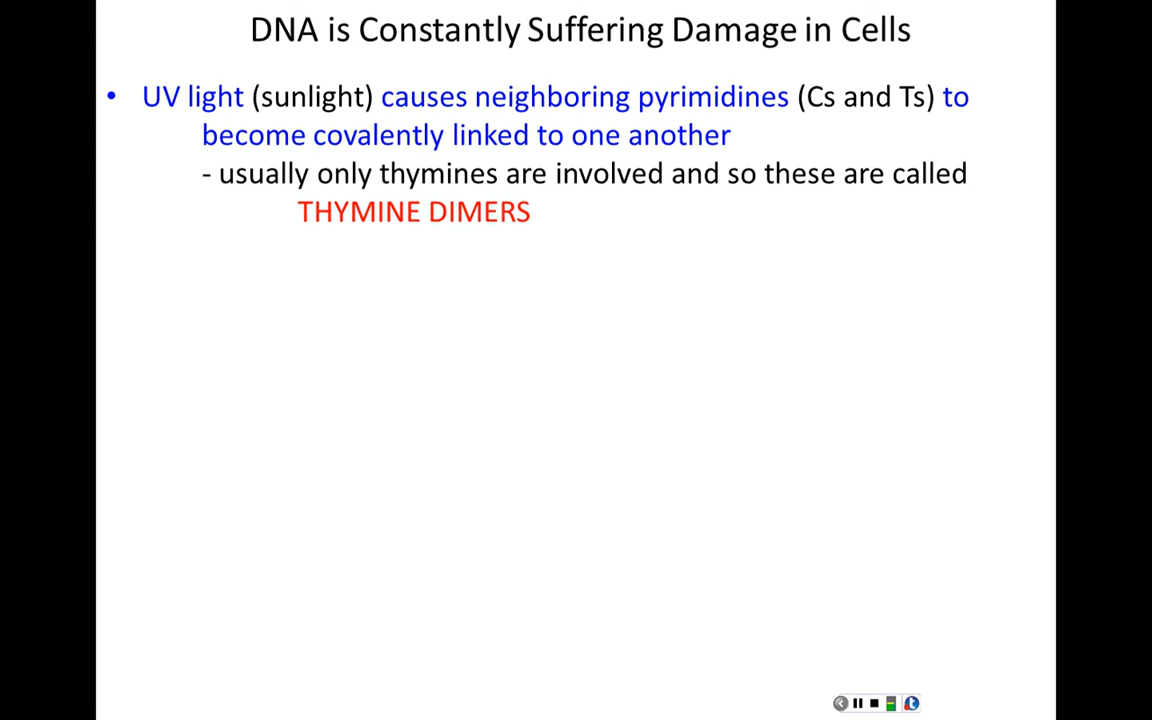 DNA is Constantly Suffering Damage in Cells
• UV light (sunlight) causes neighboring pyrimidines (Cs and Ts) to
become covalently linked to one another
- usually only thymines are involved and so these are called
THYMINE DIMERS